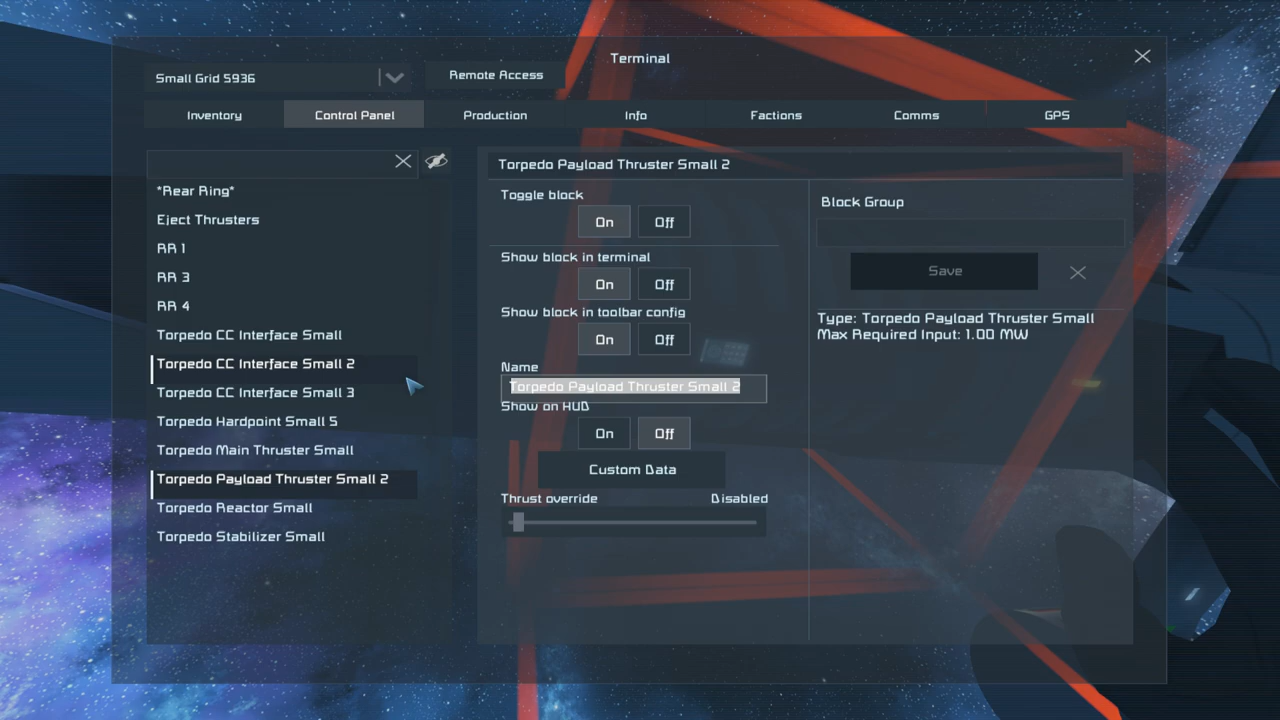 Terminal
Small Grid 5936
Remote Access
Inventory
Control Panel
Production
Info
Factions
Comms
GPS
*Rear Ring*
Eject Thrusters
RR 1
RR 3
RR 4
Torpedo CC Interface Small
Torpedo CC Interface Small 2
Torpedo CC Interface Small 3
Torpedo Hardpoint Small 5
Torpedo Main Thruster Small
Torpedo Payload Thruster Small 2
Torpedo Reactor Small
Torpedo Stabilizer Small
Torpedo Payload Thruster Small 2
Toggle block
On Off
Show block in terminal
On Off
Show block in toolbar config
On Off
Name
Torpedo Payload Thruster Small 2
Show on HUD
On Off
Custom Data
Thrust override Disabled
Block Group
Save
Type: Torpedo Payload Thruster Small
Max Required Input: 1.00 MW